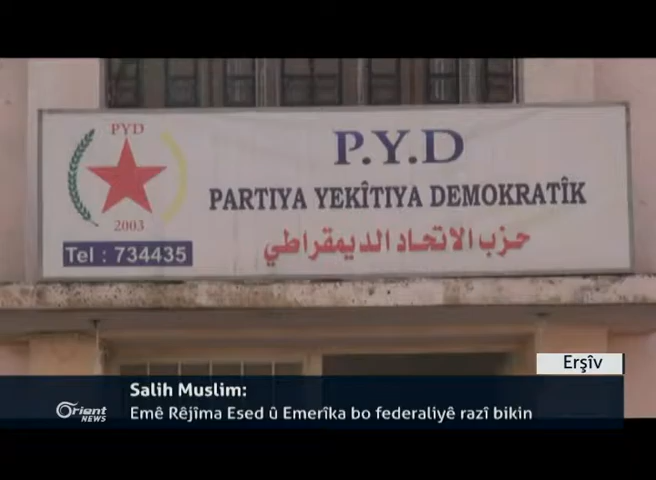 PYD
2003
Tel : 734435
P.Y.D
PARTIYA YEKÎTIYA DEMOKRATÎK
حزب الاتحاد الديمقراطي
Erşîv
Salih Muslim:
Emê Rêjîma Esed û Emerîka bo federaliyê razî bikin
Orient
NEWS